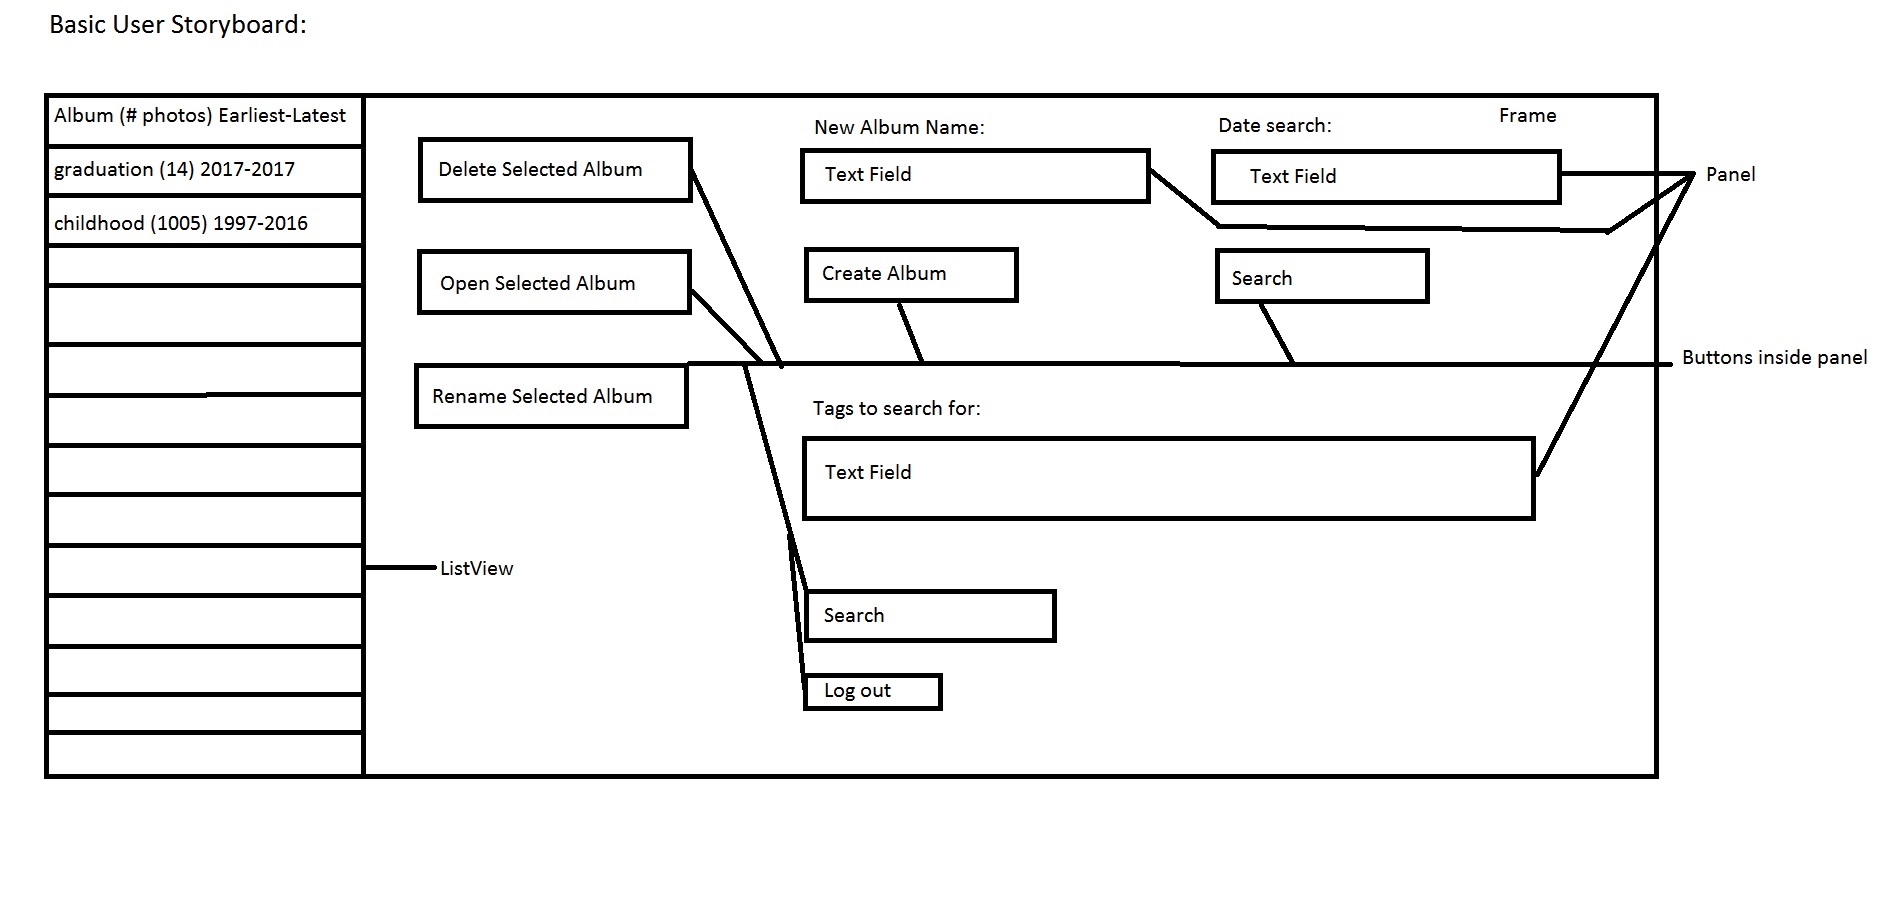 Basic User Storyboard:
Album (# photos) Earliest-Latest
graduation (14) 2017-2017
childhood (1005) 1997-2016
ListView
Delete Selected Album
Open Selected Album
Rename Selected Album
New Album Name:
Text Field
Create Album
Date search:
Text Field
Search
Frame
Panel
Buttons inside panel
Tags to search for:
Text Field
Search
Log out